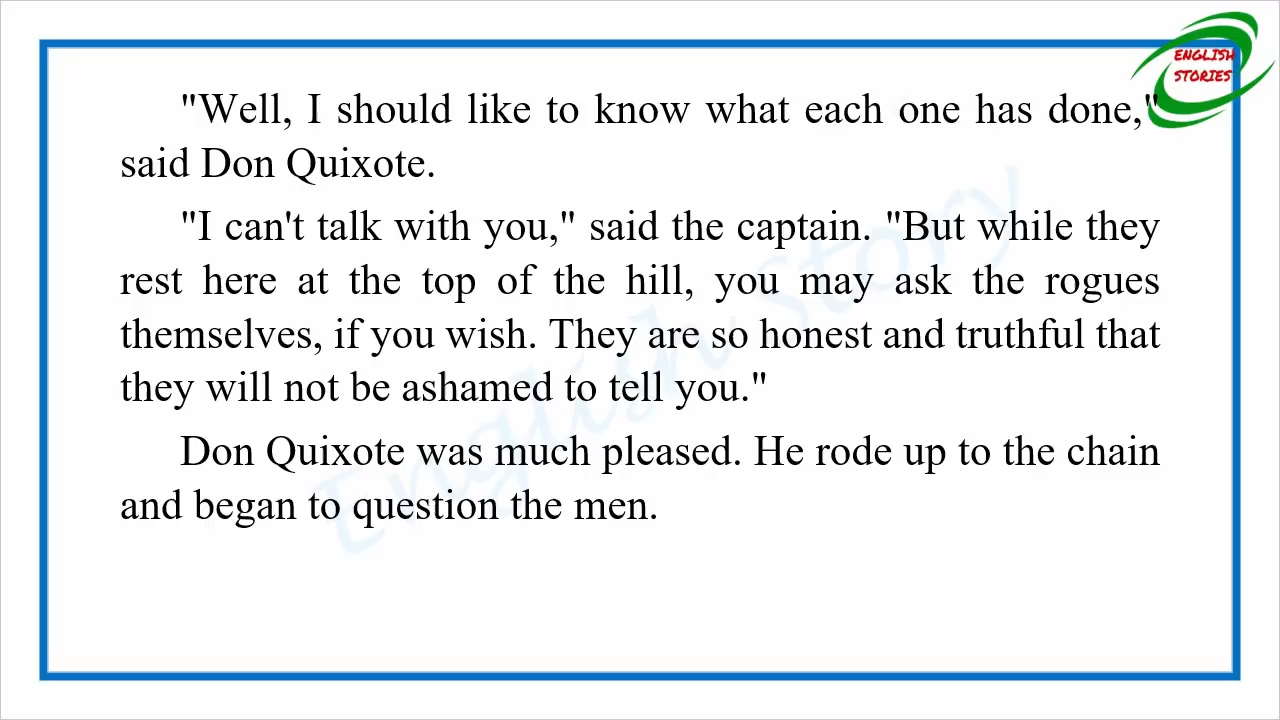 ENGLISH
STORIES
"Well, I should like to know what each one has done,"
said Don Quixote.
"I can't talk with you," said the captain. "But while they
rest here at the top of the hill, you may ask the rogues
themselves, if you wish. They are so honest and truthful that
they will not be ashamed to tell you."
Don Quixote was much pleased. He rode up to the chain
and began to question the men.
English Story